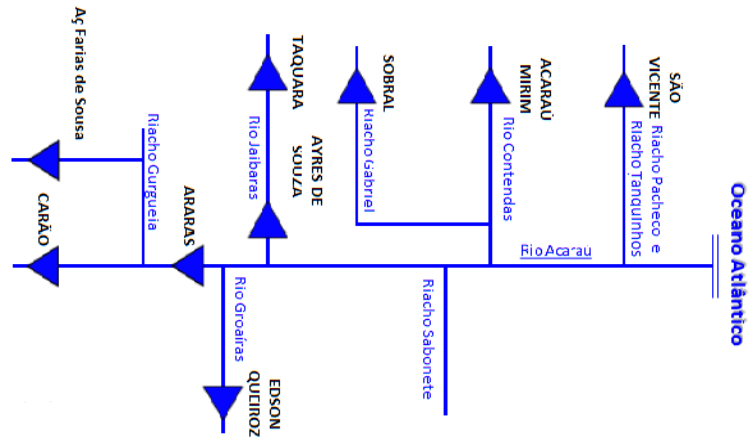 Oceano Atlântico
SÃO
VICENTE
Riacho Pacheco e
Riacho Tanquinhos
Rio Acarau
ACARAÚ
MIRIM
Rio Contendas
Riacho Sabonete
SOBRAL
Riacho Gabriel
TAQUARA
AYRES DE
SOUZA
Rio Jaibaras
EDSON
QUEIROZ
Rio Groaíras
ARARAS
Riacho Gurgueia
Aç Farias de Sousa
CARÃO